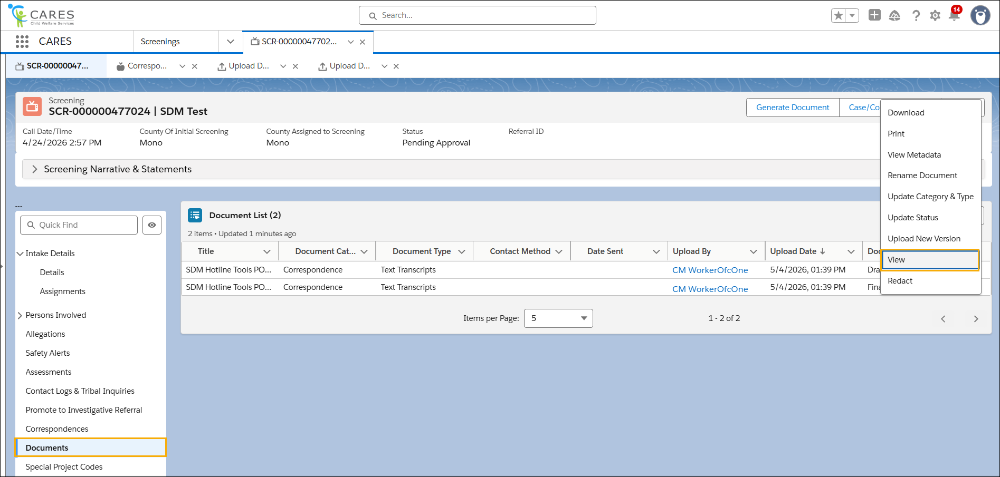 CARES
Child Welfare Services
Search...
14
CARES
Screenings
SCR-00000047702...
SCR-00000047...
Correspo...
Upload D...
Upload D...
Screening
SCR-000000477024 | SDM Test
Generate Document
Case/Co
Call Date/Time
4/24/2026 2:57 PM
County Of Initial Screening
Mono
County Assigned to Screening
Mono
Status
Pending Approval
Referral ID
Screening Narrative & Statements
Download
Print
View Metadata
Rename Document
Update Category & Type
Update Status
Upload New Version
View
Redact
---
Quick Find
Intake Details
Details
Assignments
Persons Involved
Allegations
Safety Alerts
Assessments
Contact Logs & Tribal Inquiries
Promote to Investigative Referral
Correspondences
Documents
Special Project Codes
Document List (2)
2 items • Updated 1 minutes ago
Title Document Cat... Document Type Contact Method Date Sent Upload By Upload Date
SDM Hotline Tools PO... Correspondence Text Transcripts CM WorkerOfcOne 5/4/2026, 01:39 PM Dra
SDM Hotline Tools PO... Correspondence Text Transcripts CM WorkerOfcOne 5/4/2026, 01:39 PM Fina
Items per Page: 5 1 - 2 of 2